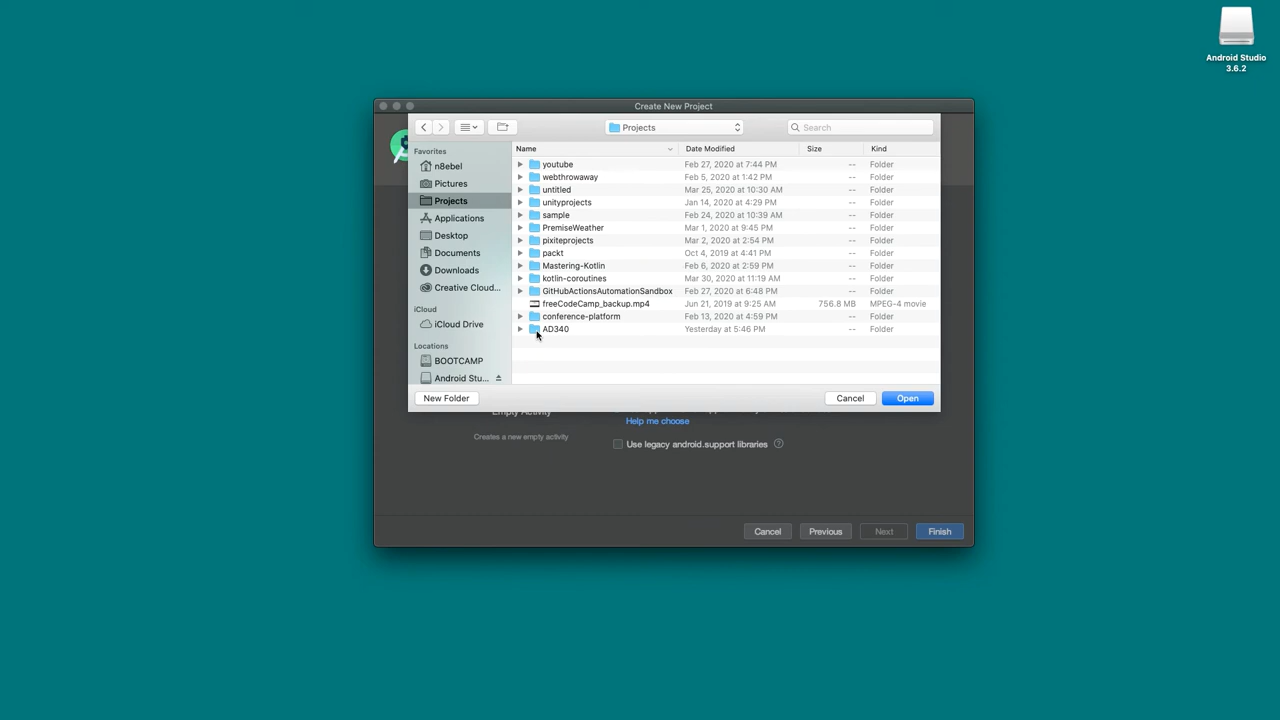 Android Studio
3.6.2
Create New Project
Projects
Search
Favorites
n8ebel
Pictures
Projects
Applications
Desktop
Documents
Downloads
Creative Cloud...
iCloud
iCloud Drive
Locations
BOOTCAMP
Android Stu...
Name Date Modified Size Kind
youtube Feb 27, 2020 at 7:44 PM -- Folder
webthrowaway Feb 5, 2020 at 1:42 PM -- Folder
untitled Mar 25, 2020 at 10:30 AM -- Folder
unityprojects Jan 14, 2020 at 4:29 PM -- Folder
sample Feb 24, 2020 at 10:39 AM -- Folder
PremiseWeather Mar 1, 2020 at 9:45 PM -- Folder
pixiteprojects Mar 2, 2020 at 2:54 PM -- Folder
packt Oct 4, 2019 at 4:41 PM -- Folder
Mastering-Kotlin Feb 6, 2020 at 2:59 PM -- Folder
kotlin-coroutines Mar 30, 2020 at 11:19 AM -- Folder
GitHubActionsAutomationSandbox Feb 27, 2020 at 6:48 PM -- Folder
freeCodeCamp_backup.mp4 Jun 21, 2019 at 9:25 AM 756.8 MB MPEG-4 movie
conference-platform Feb 13, 2020 at 4:59 PM -- Folder
AD340 Yesterday at 5:46 PM -- Folder
New Folder Cancel Open
Empty Activity
Help me choose
Creates a new empty activity
Use legacy android.support libraries
Cancel Previous Next Finish